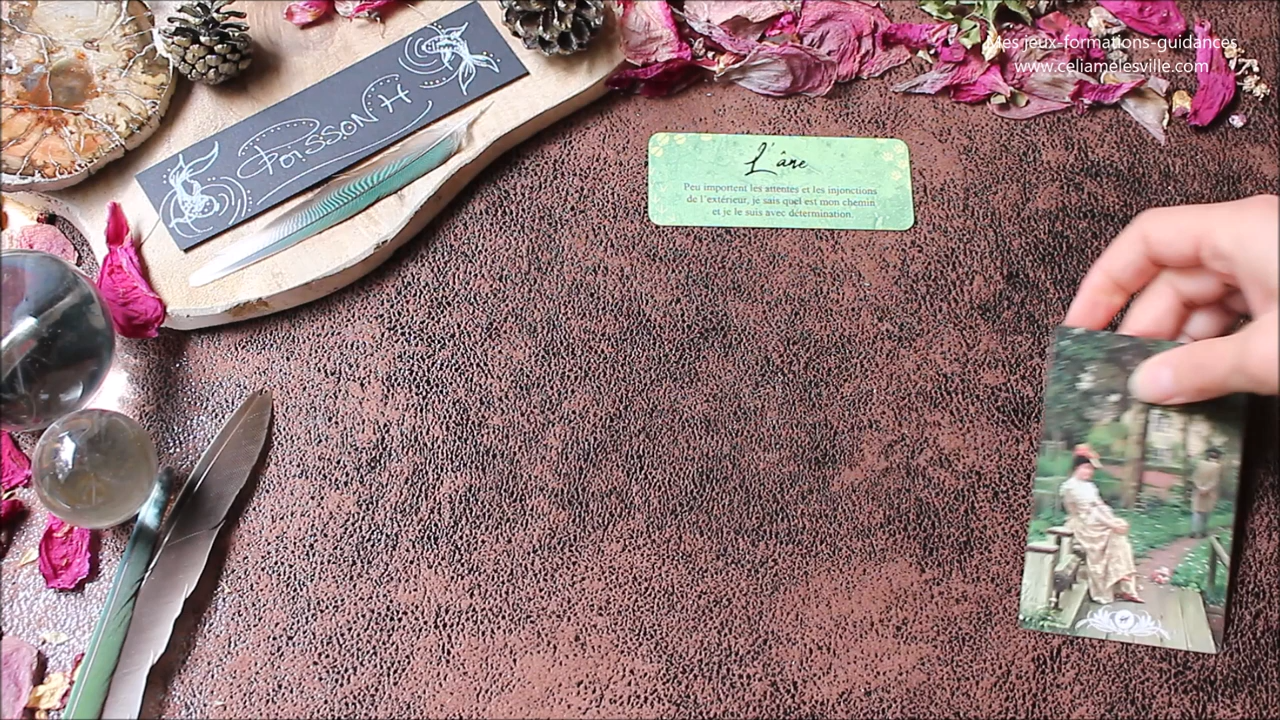 Mes jeux-formations-guidances
www.celiamelesville.com
POISSON H
L'âne
Peu importent les attentes et les injonctions
de l'extérieur, je sais quel est mon chemin
et je le suis avec détermination.